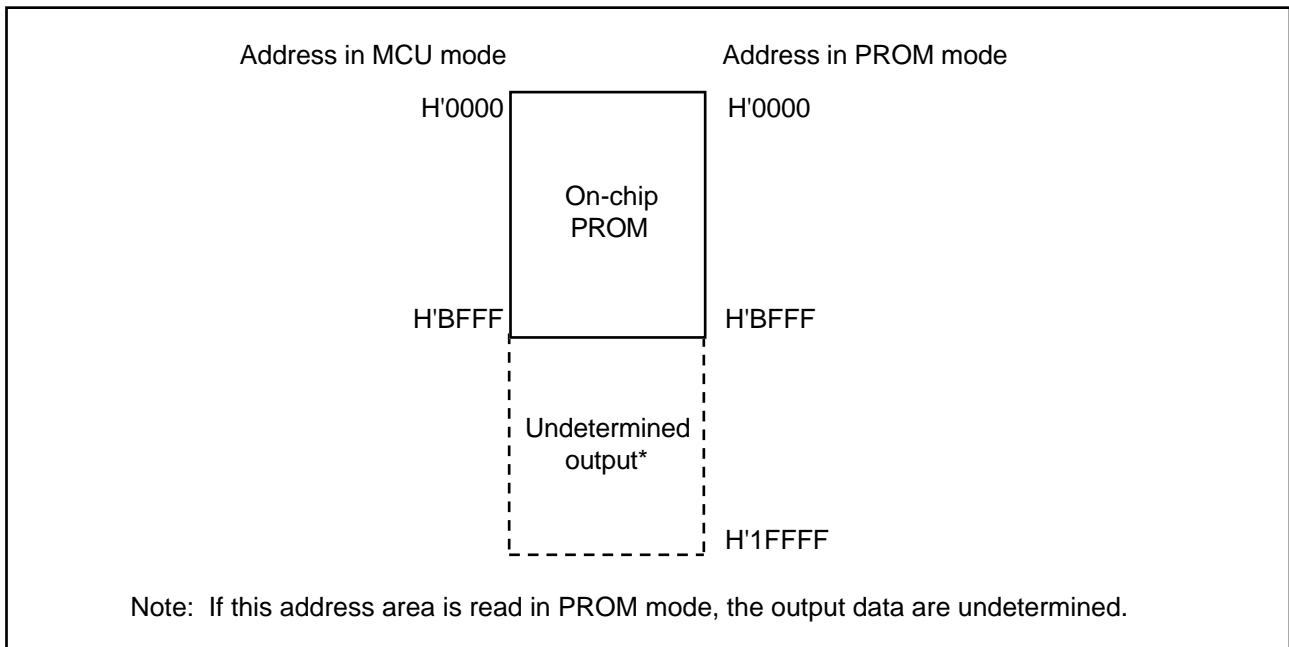 Address in MCU mode Address in PROM mode
H'0000 H'0000
On-chip
PROM
H'BFFF H'BFFF
Undetermined
output*
H'1FFFF
Note: If this address area is read in PROM mode, the output data are undetermined.